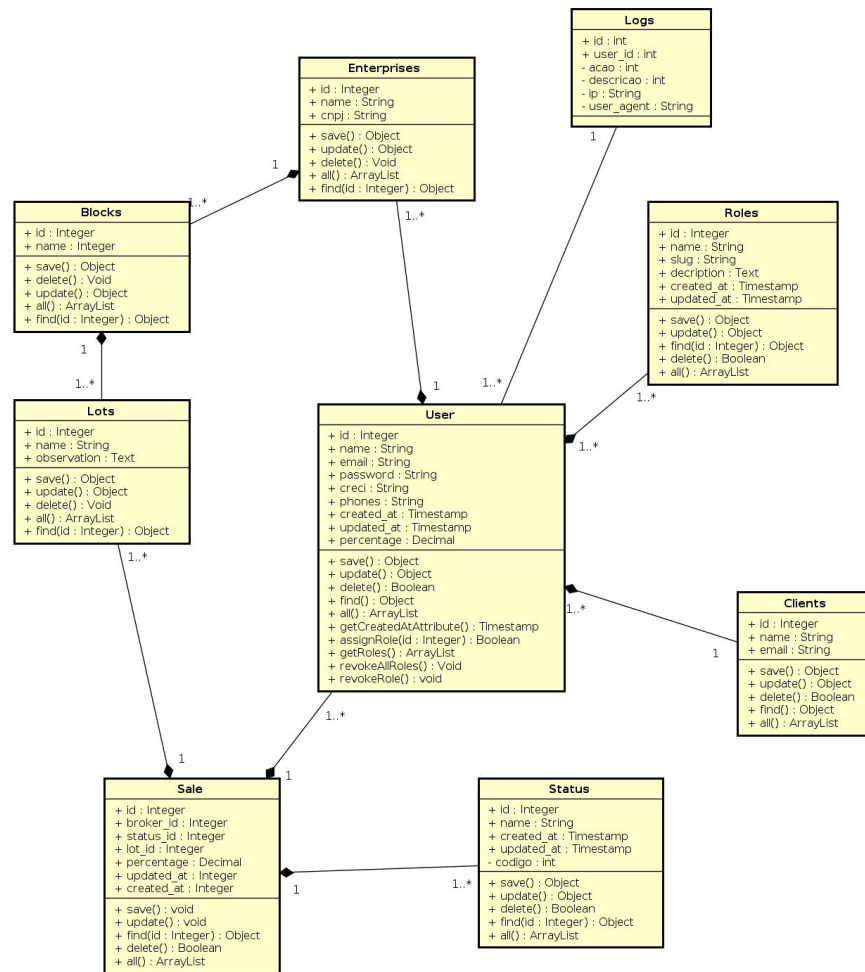 Logs
+ id : int
+ user_id : int
- acao : int
- descricao : int
- ip : String
- user_agent : String
1
Enterprises
+ id : Integer
+ name : String
+ cnpj : String
+ save() : Object
+ update() : Object
+ delete() : Void
+ all() : ArrayList
+ find(id : Integer) : Object
1
1..*
1..*
Blocks
+ id : Integer
+ name : Integer
+ save() : Object
+ delete() : Void
+ update() : Object
+ all() : ArrayList
+ find(id : Integer) : Object
1
1..*
Roles
+ id : Integer
+ name : String
+ slug : String
+ decription : Text
+ created_at : Timestamp
+ updated_at : Timestamp
+ save() : Object
+ update() : Object
+ find(id : Integer) : Object
+ delete() : Boolean
+ all() : ArrayList
1..*
1..*
Lots
+ id : Integer
+ name : String
+ observation : Text
+ save() : Object
+ update() : Object
+ delete() : Void
+ all() : ArrayList
+ find(id : Integer) : Object
1..*
1
1..*
User
+ id : Integer
+ name : String
+ email : String
+ password : String
+ creci : String
+ phones : String
+ created_at : Timestamp
+ updated_at : Timestamp
+ percentage : Decimal
+ save() : Object
+ update() : Object
+ delete() : Boolean
+ find() : Object
+ all() : ArrayList
+ getCreatedAtAttribute() : Timestamp
+ assignRole(id : Integer) : Boolean
+ getRoles() : ArrayList
+ revokeAllRoles() : Void
+ revokeRole() : void
1..*
1..*
1
Clients
+ id : Integer
+ name : String
+ email : String
+ save() : Object
+ update() : Object
+ delete() : Boolean
+ find() : Object
+ all() : ArrayList
1
1
Sale
+ id : Integer
+ broker_id : Integer
+ status_id : Integer
+ lot_id : Integer
+ percentage : Decimal
+ updated_at : Integer
+ created_at : Integer
+ save() : void
+ update() : void
+ find(id : Integer) : Object
+ delete() : Boolean
+ all() : ArrayList
1
1..*
Status
+ id : Integer
+ name : String
+ created_at : Timestamp
+ updated_at : Timestamp
- codigo : int
+ save() : Object
+ update() : Object
+ delete() : Boolean
+ find(id : Integer) : Object
+ all() : ArrayList